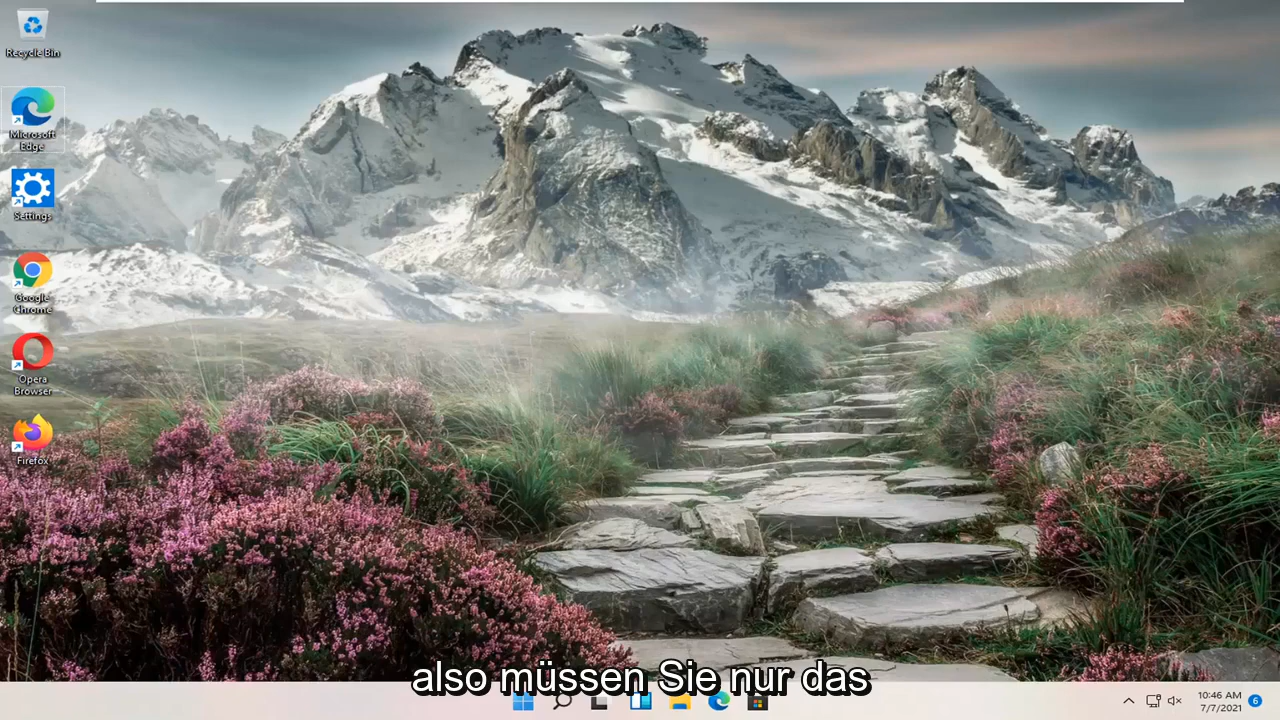 Recycle Bin
Microsoft
Edge
Settings
Google
Chrome
Opera
Browser
Firefox
also müssen Sie nur das
10:46 AM
7/7/2021
6